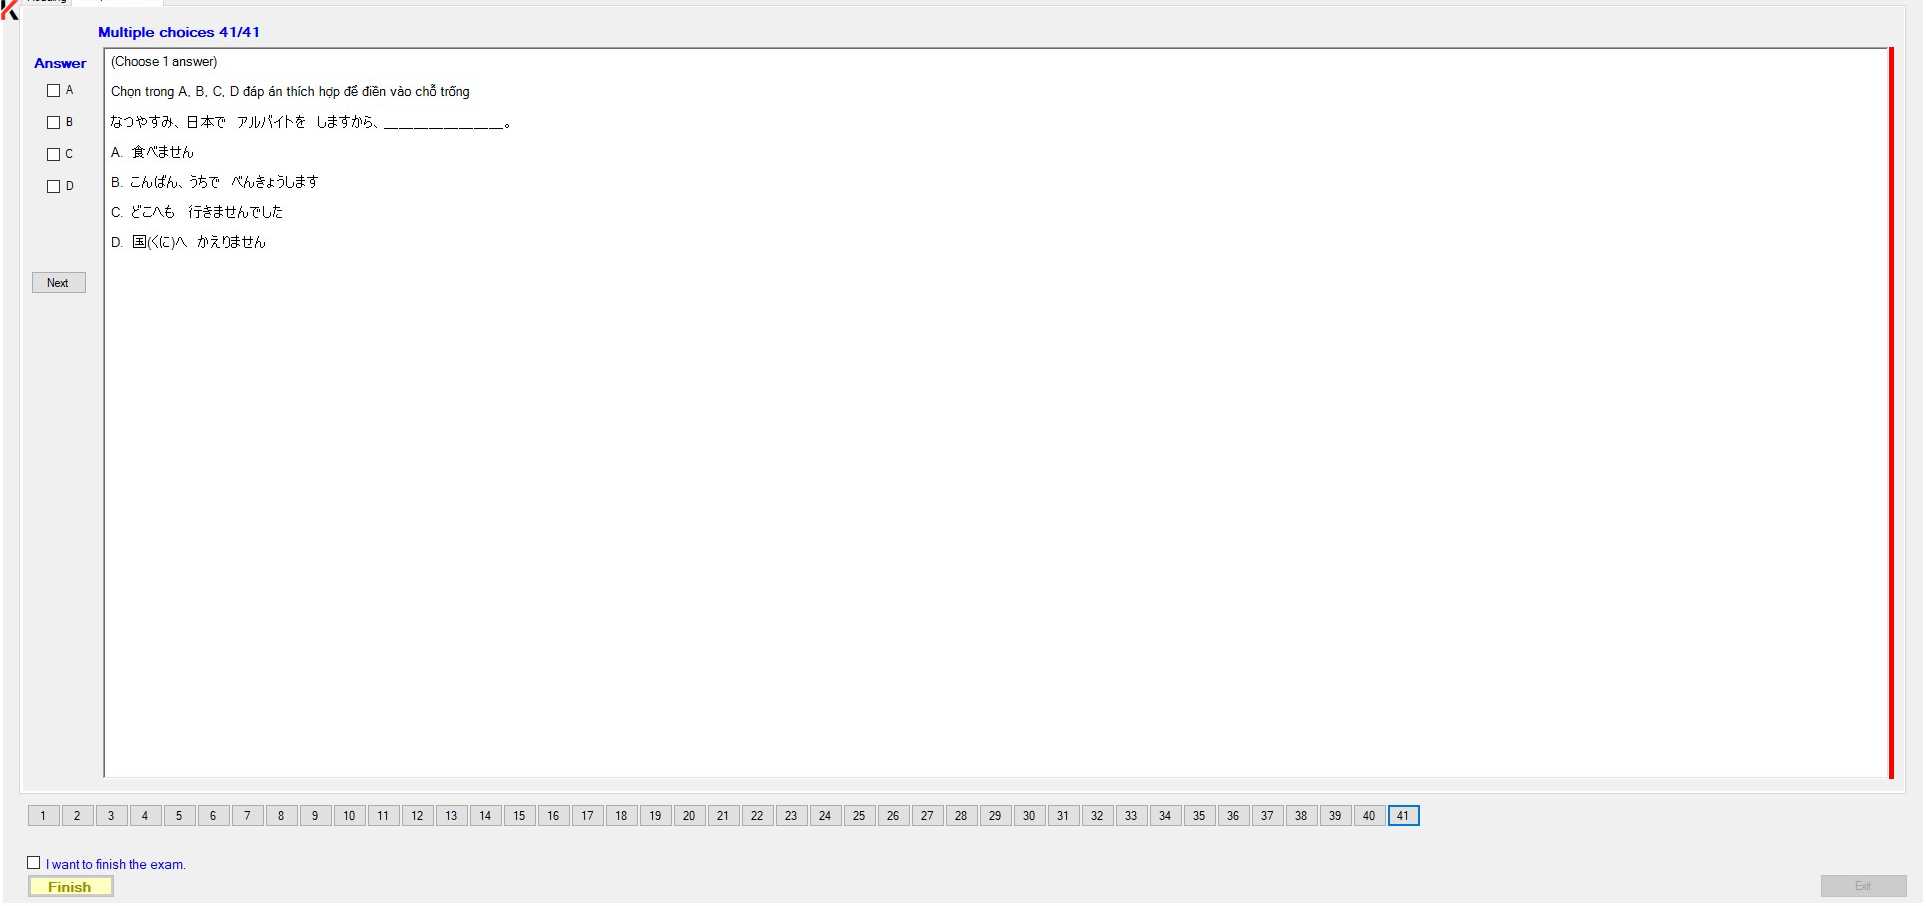 Multiple choices 41/41
Answer
(Choose 1 answer)
A
Chọn trong A, B, C, D đáp án thích hợp để điền vào chỗ trống
B
なつやすみ、日本で アルバイトを しますから、________________。
A. 食べません
C
B. こんばん、うちで べんきょうします
D
C. どこへも 行きませんでした
D. 国(くに)へ かえりません
Next
1 2 3 4 5 6 7 8 9 10 11 12 13 14 15 16 17 18 19 20 21 22 23 24 25 26 27 28 29 30 31 32 33 34 35 36 37 38 39 40 41
I want to finish the exam.
Finish
Exit